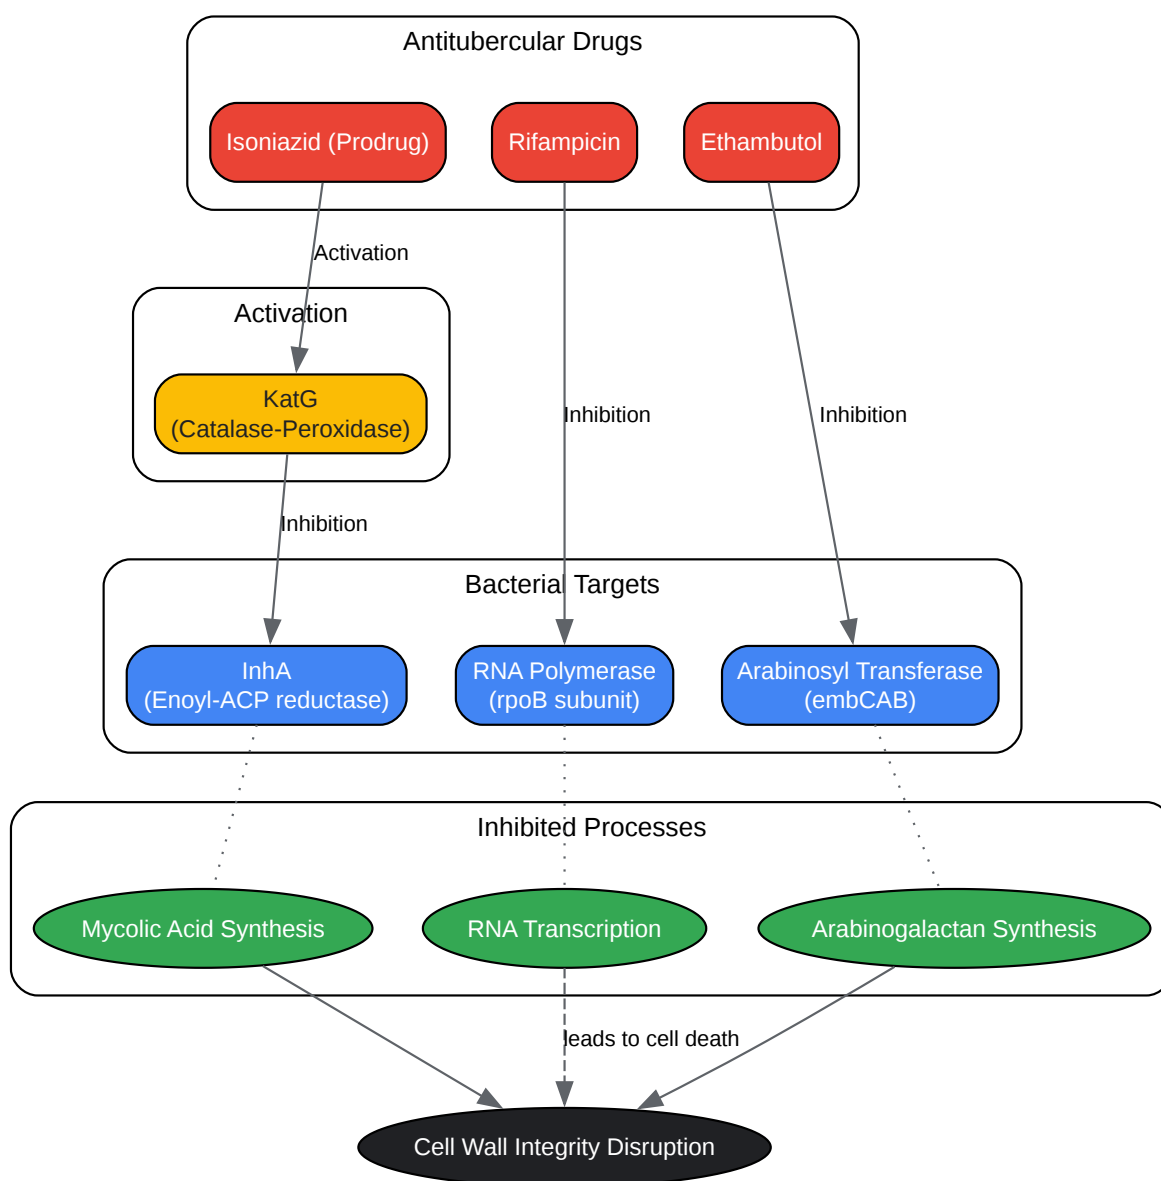 Antitubercular Drugs
Isoniazid (Prodrug)
Rifampicin
Ethambutol
Activation
Activation
KatG
(Catalase-Peroxidase)
Inhibition
Inhibition
Inhibition
Bacterial Targets
InhA
(Enoyl-ACP reductase)
RNA Polymerase
(rpoB subunit)
Arabinosyl Transferase
(embCAB)
Inhibited Processes
Mycolic Acid Synthesis
RNA Transcription
Arabinogalactan Synthesis
leads to cell death
Cell Wall Integrity Disruption